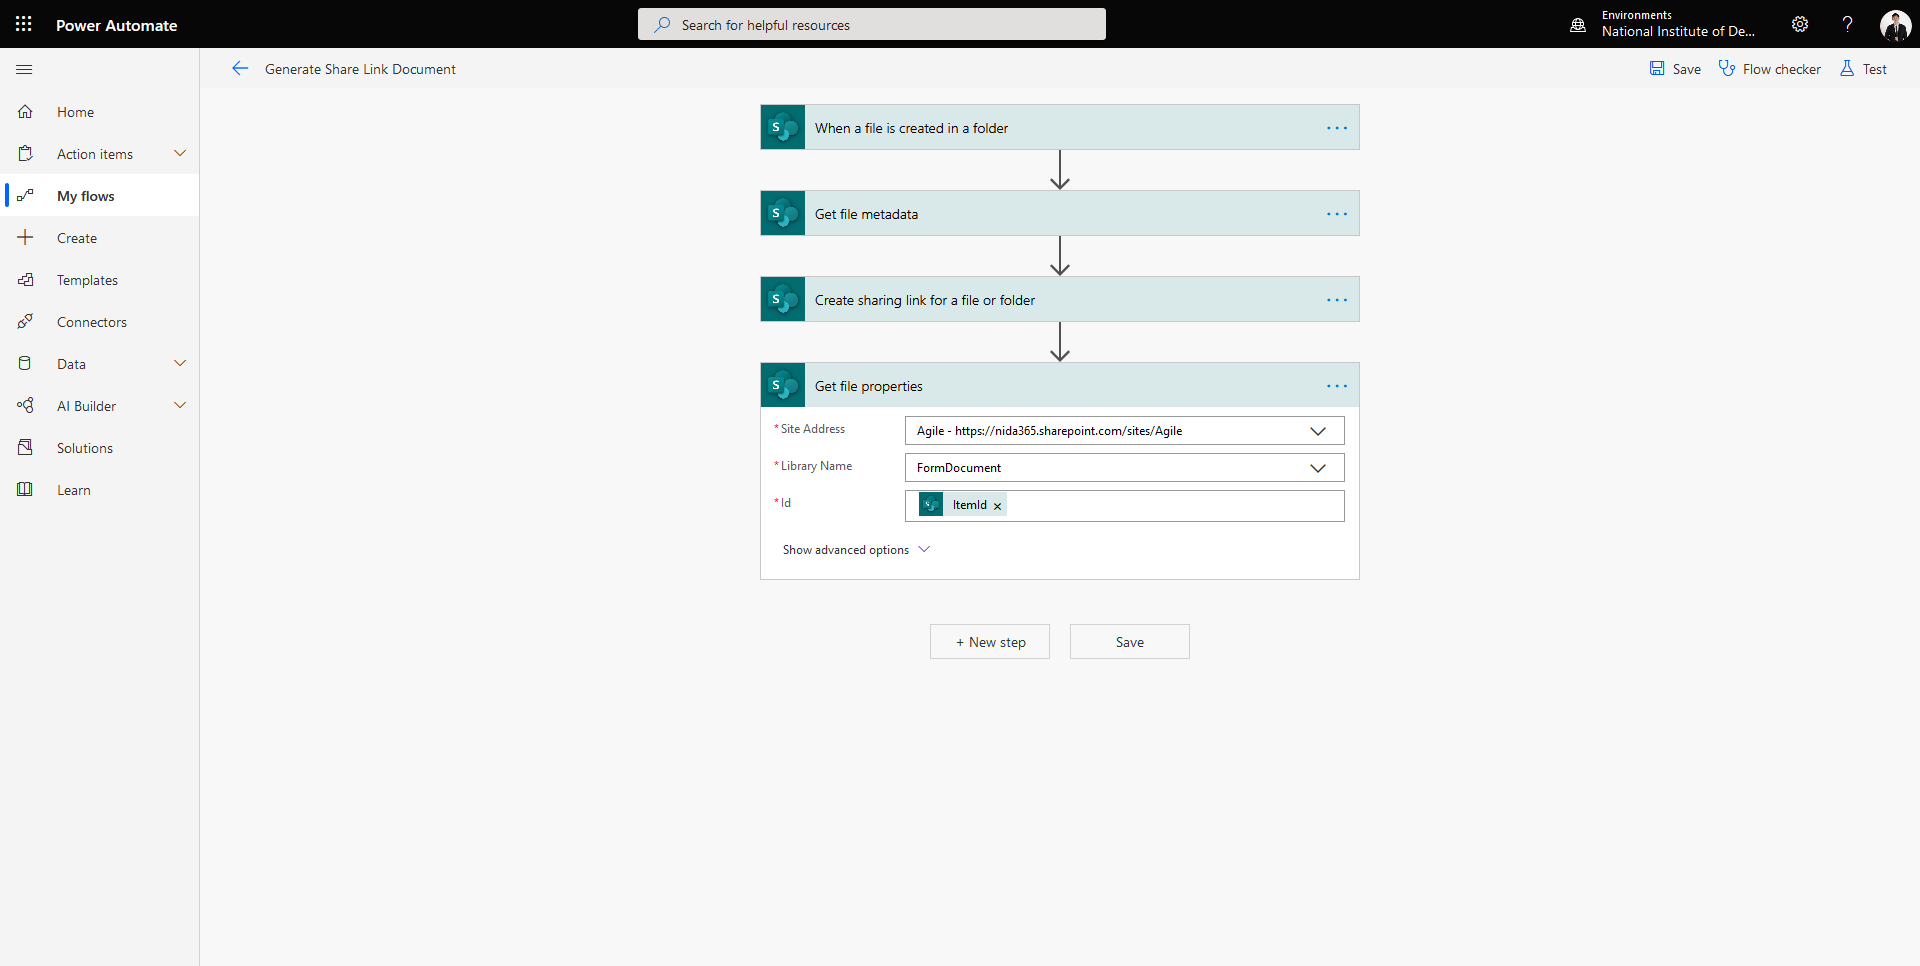 Power Automate
Search for helpful resources
Environments
National Institute of De...
Generate Share Link Document
Save
Flow checker
Test
Home
Action items
My flows
Create
Templates
Connectors
Data
AI Builder
Solutions
Learn
When a file is created in a folder
Get file metadata
Create sharing link for a file or folder
Get file properties
* Site Address
Agile - https://nida365.sharepoint.com/sites/Agile
* Library Name
FormDocument
* Id
ItemId
Show advanced options
+ New step
Save